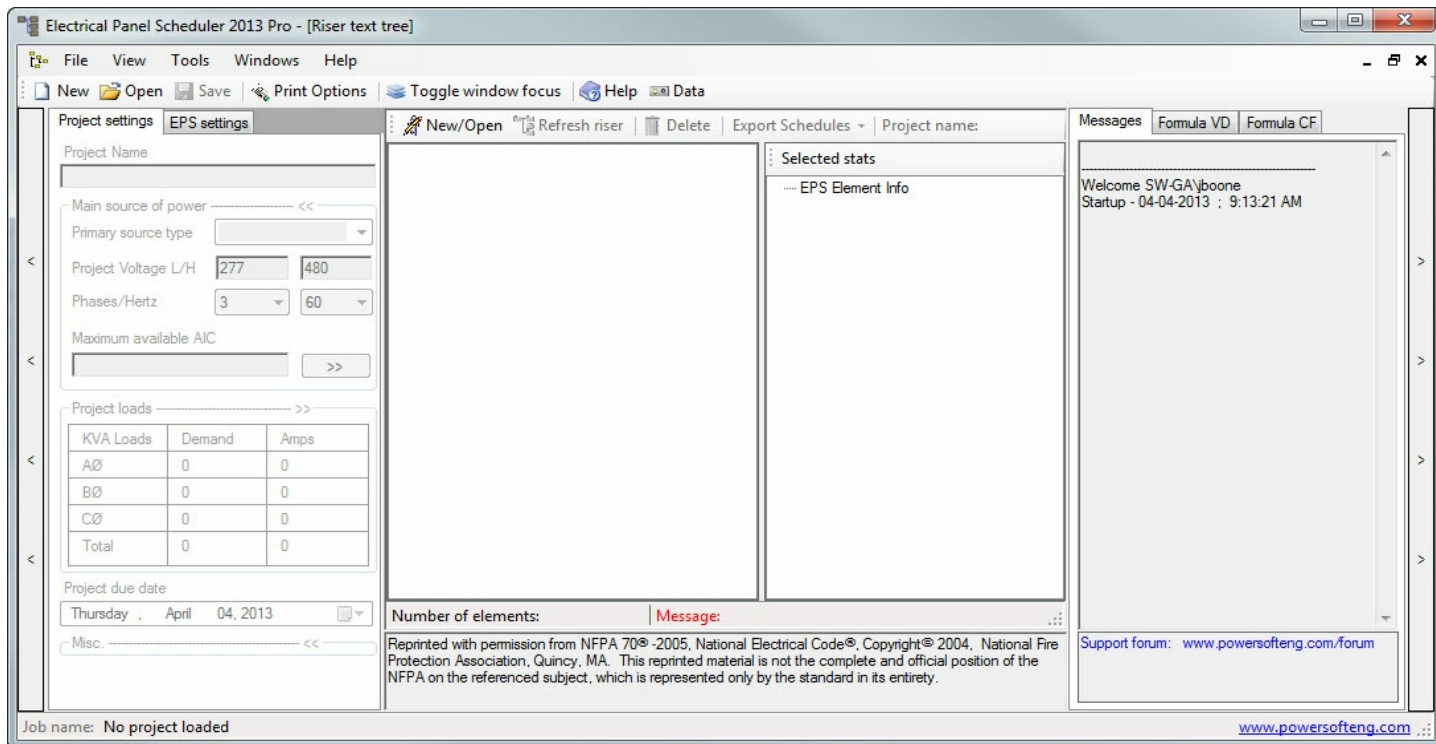 Electrical Panel Scheduler 2013 Pro - [Riser text tree]
File View Tools Windows Help
New Open Save Print Options Toggle window focus Help Data
Project settings EPS settings
Project Name
Main source of power <<
Primary source type
Project Voltage L/H 277 480
Phases/Hertz 3 60
Maximum available AIC
>>
Project loads >>
KVA Loads Demand Amps
AØ 0 0
BØ 0 0
CØ 0 0
Total 0 0
Project due date
Thursday , April 04, 2013
Misc. <<
New/Open Refresh riser Delete Export Schedules Project name:
Selected stats
EPS Element Info
Number of elements: Message:
Reprinted with permission from NFPA 70® -2005, National Electrical Code®, Copyright© 2004, National Fire
Protection Association, Quincy, MA. This reprinted material is not the complete and official position of the
NFPA on the referenced subject, which is represented only by the standard in its entirety.
Messages Formula VD Formula CF
Welcome SW-GA\jboone
Startup - 04-04-2013 ; 9:13:21 AM
Support forum: www.powersofteng.com/forum
< < < <
> > > >
Job name: No project loaded
www.powersofteng.com